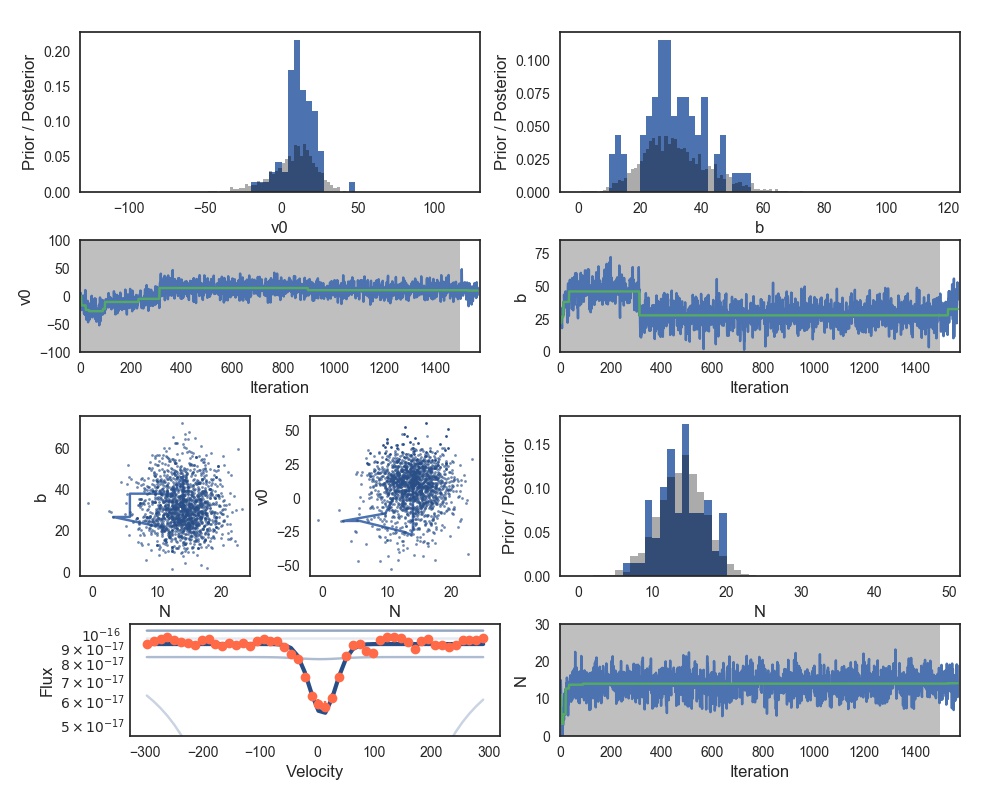 0.20
0.15
0.10
0.05
0.00
Prior / Posterior
−100 −50 0 50 100
v0
0.100
0.075
0.050
0.025
0.000
Prior / Posterior
0 20 40 60 80 100 120
b
100
50
0
−50
−100
v0
0 200 400 600 800 1000 1200 1400
Iteration
75
50
25
0
b
0 200 400 600 800 1000 1200 1400
Iteration
60
40
20
0
b
0 10 20
N
50
25
0
−25
−50
v0
0 10 20
N
0.15
0.10
0.05
0.00
Prior / Posterior
0 10 20 30 40 50
N
10⁻¹⁶
9 × 10⁻¹⁷
8 × 10⁻¹⁷
7 × 10⁻¹⁷
6 × 10⁻¹⁷
5 × 10⁻¹⁷
Flux
−300 −200 −100 0 100 200 300
Velocity
30
20
10
0
N
0 200 400 600 800 1000 1200 1400
Iteration